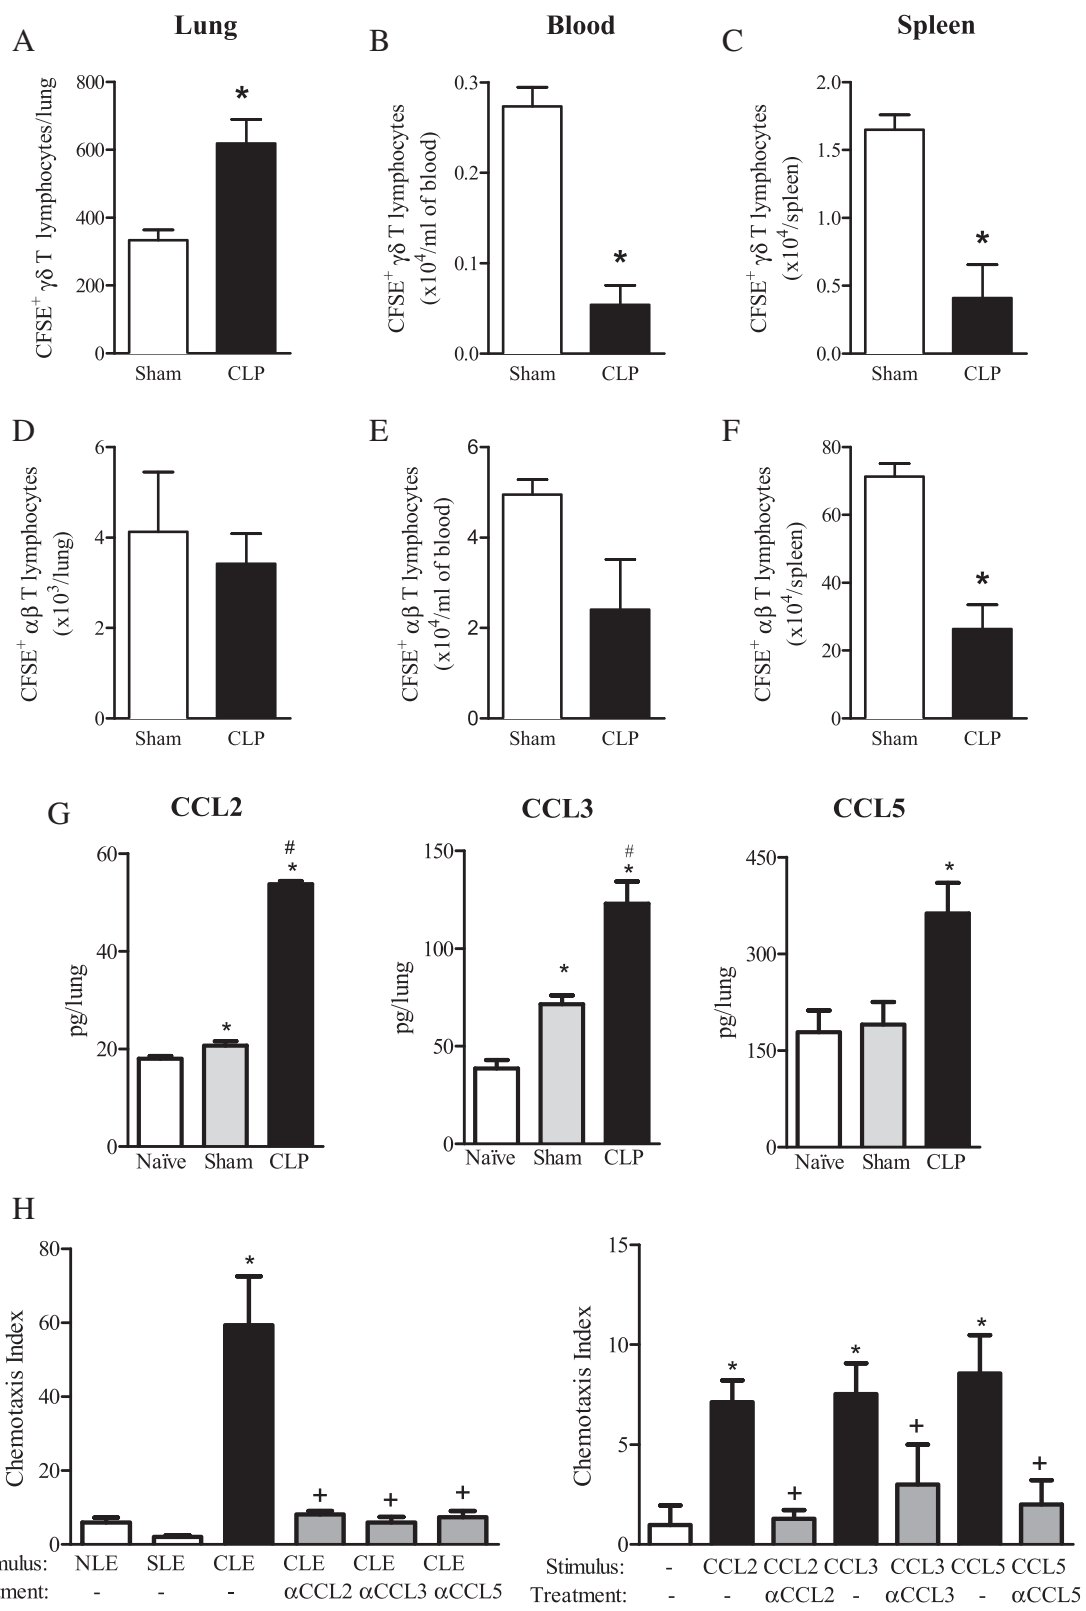 Lung Blood Spleen
A B C
800
600
400
200
0
CFSE+ γδ T lymphocytes/lung
*
Sham CLP
0.3
0.2
0.1
0.0
CFSE+ γδ T lymphocytes
(x10⁴/ml of blood)
*
Sham CLP
2.0
1.5
1.0
0.5
0.0
CFSE+ γδ T lymphocytes
(x10⁴/spleen)
*
Sham CLP
D E F
6
4
2
0
CFSE+ αβ T lymphocytes
(x10³/lung)
Sham CLP
6
4
2
0
CFSE+ αβ T lymphocytes
(x10⁴/ml of blood)
Sham CLP
80
60
40
20
0
CFSE+ αβ T lymphocytes
(x10⁴/spleen)
*
Sham CLP
G
CCL2 CCL3 CCL5
60
40
20
0
pg/lung
*
#
*
Naïve Sham CLP
150
100
50
0
pg/lung
*
#
*
Naïve Sham CLP
450
300
150
0
pg/lung
*
Naïve Sham CLP
H
80
60
40
20
0
Chemotaxis Index
* + + +
mulus: NLE SLE CLE CLE CLE CLE
ment: - - - αCCL2 αCCL3 αCCL5
15
10
5
0
Chemotaxis Index
* + * + * +
Stimulus: - CCL2 CCL2 CCL3 CCL3 CCL5 CCL5
Treatment: - - αCCL2 - αCCL3 - αCCL5